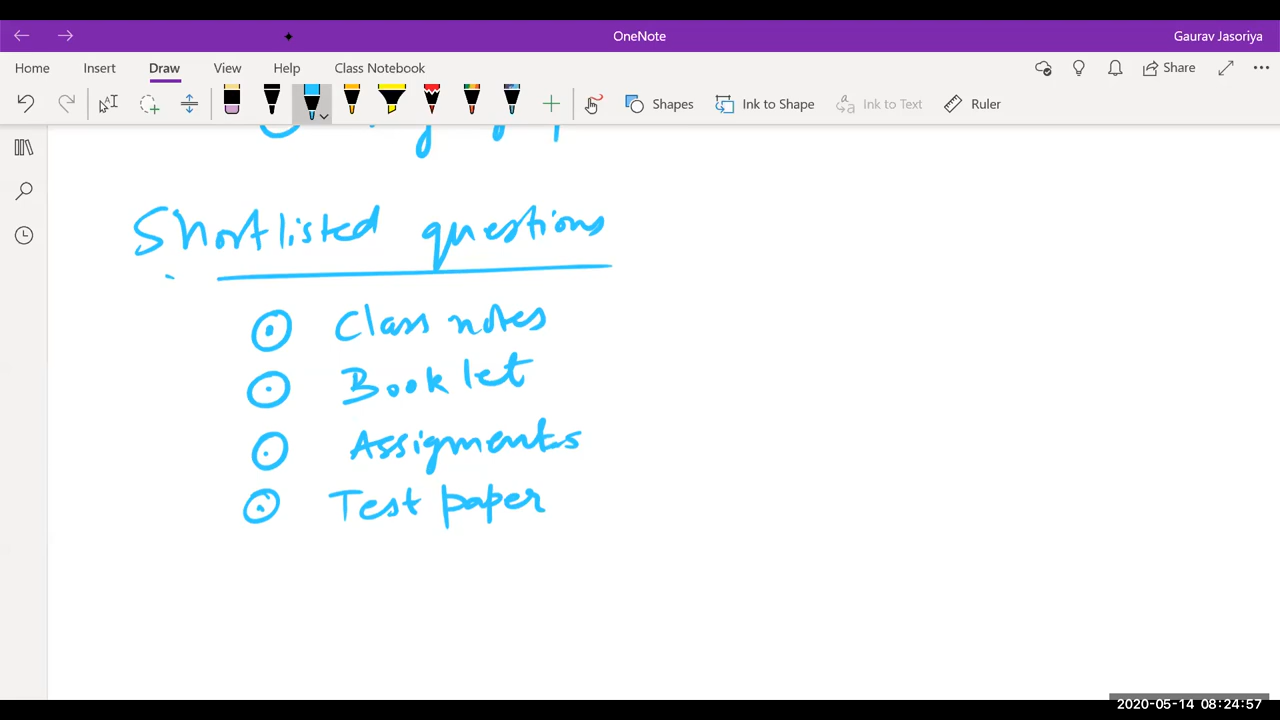 OneNote
Gaurav Jasoriya
Home Insert Draw View Help Class Notebook Share
Shapes Ink to Shape Ink to Text Ruler
Shortlisted questions
Class notes
Booklet
Assigments
Test paper
2020-05-14 08:24:57